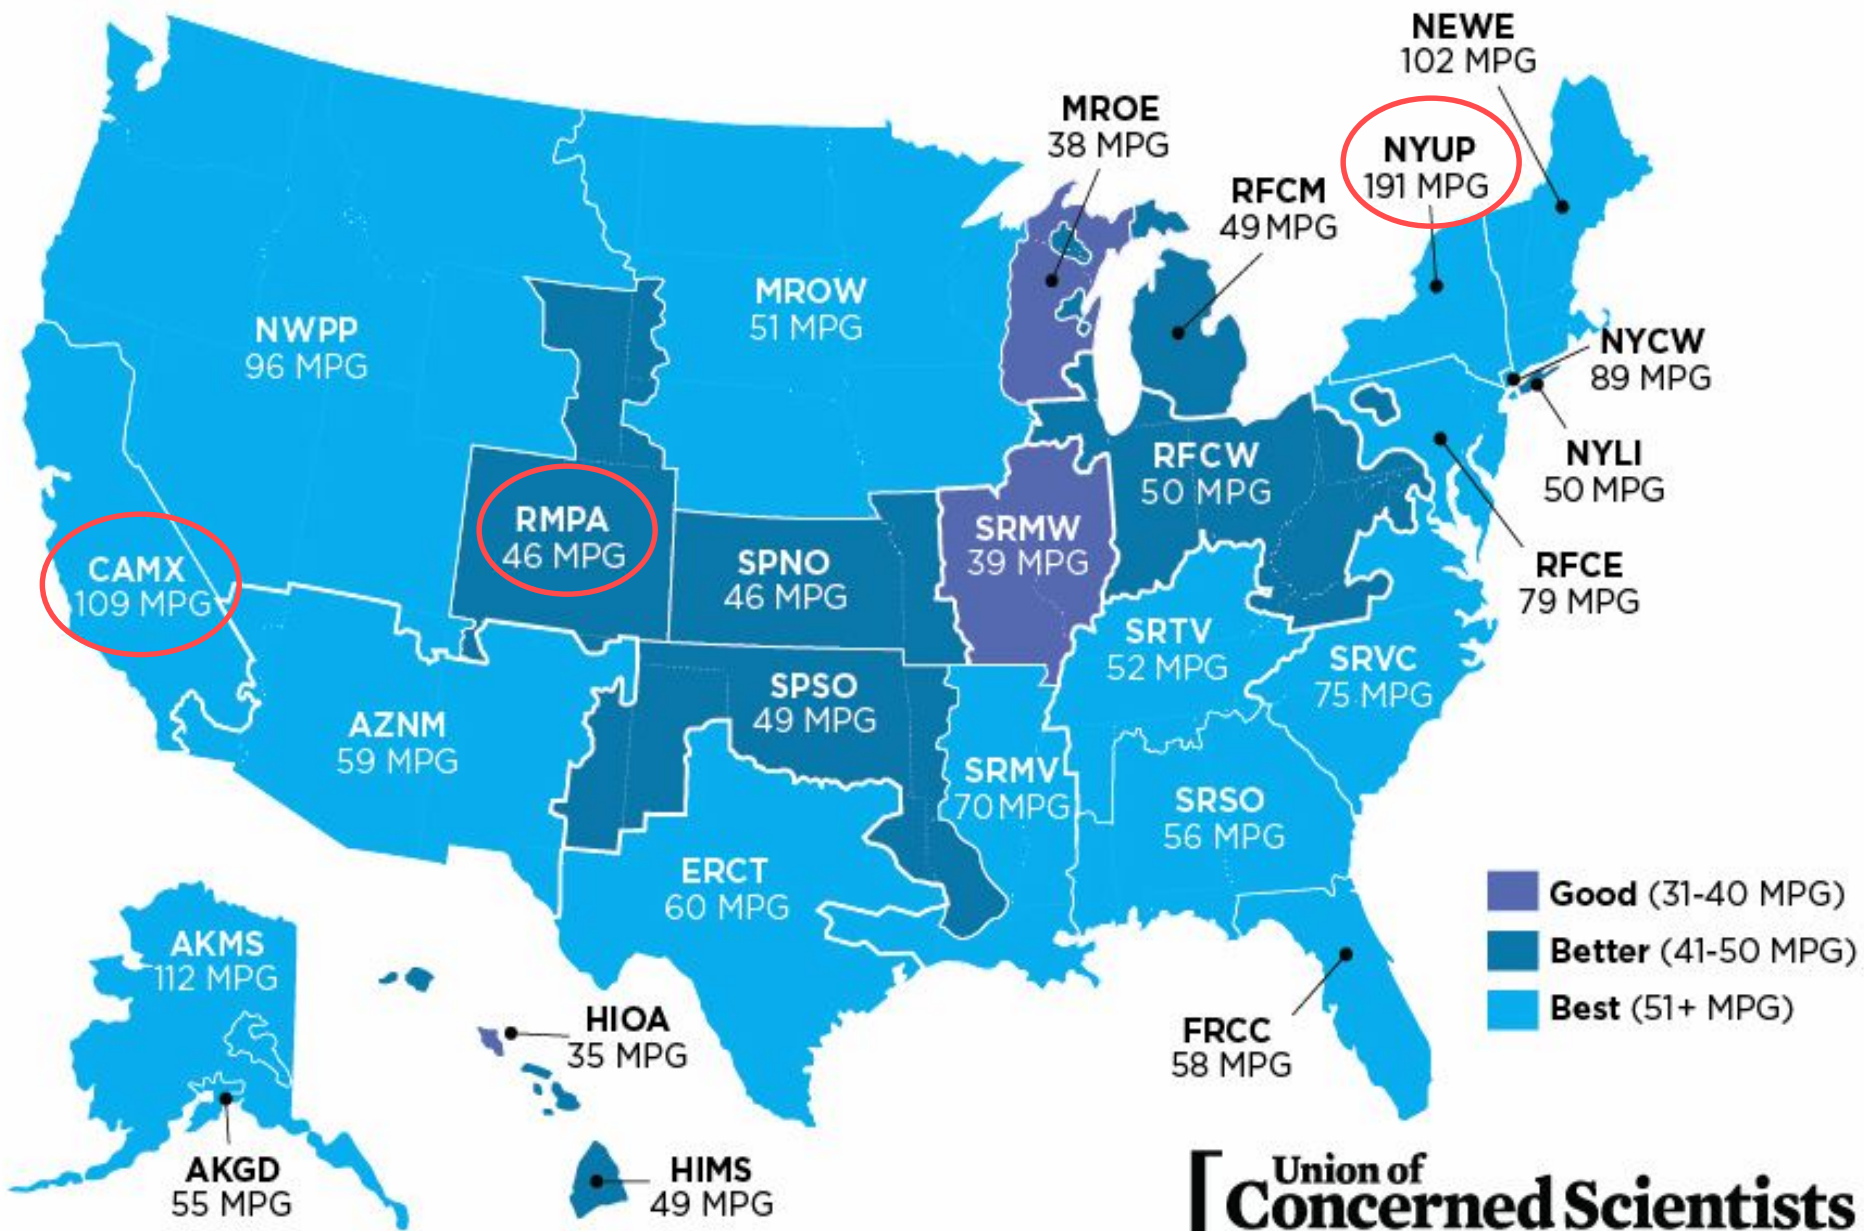 NEWE
102 MPG
MROE
38 MPG
NYUP
191 MPG
RFCM
49 MPG
MROW
51 MPG
NWPP
96 MPG
NYCW
89 MPG
RFCW
50 MPG
NYLI
50 MPG
RMPA
46 MPG
SRMW
39 MPG
SPNO
46 MPG
CAMX
109 MPG
RFCE
79 MPG
SRTV
52 MPG
SRVC
75 MPG
SPSO
49 MPG
AZNM
59 MPG
SRMV
70 MPG
SRSO
56 MPG
ERCT
60 MPG
Good (31-40 MPG)
Better (41-50 MPG)
Best (51+ MPG)
AKMS
112 MPG
HIOA
35 MPG
FRCC
58 MPG
AKGD
55 MPG
HIMS
49 MPG
Union of
Concerned Scientists